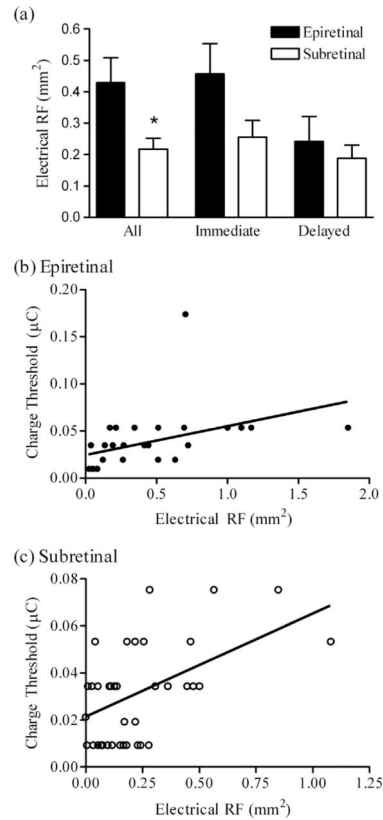 (a)
Electrical RF (mm²)
0.6
0.5
0.4
0.3
0.2
0.1
0.0
Epiretinal
Subretinal
*
All Immediate Delayed
(b) Epiretinal
Charge Threshold (μC)
0.20
0.15
0.10
0.05
0.00
0.0 0.5 1.0 1.5 2.0
Electrical RF (mm²)
(c) Subretinal
Charge Threshold (μC)
0.08
0.06
0.04
0.02
0.00
0.00 0.25 0.50 0.75 1.00 1.25
Electrical RF (mm²)